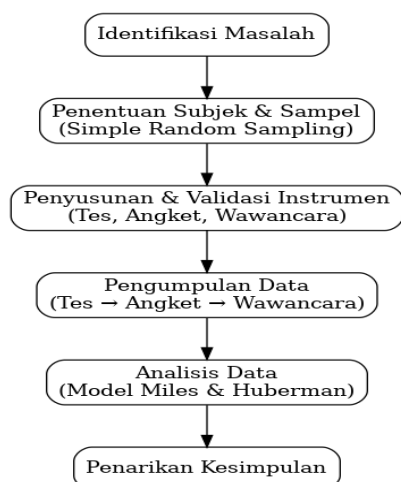 Identifikasi Masalah
Penentuan Subjek & Sampel
(Simple Random Sampling)
Penyusunan & Validasi Instrumen
(Tes, Angket, Wawancara)
Pengumpulan Data
(Tes → Angket → Wawancara)
Analisis Data
(Model Miles & Huberman)
Penarikan Kesimpulan